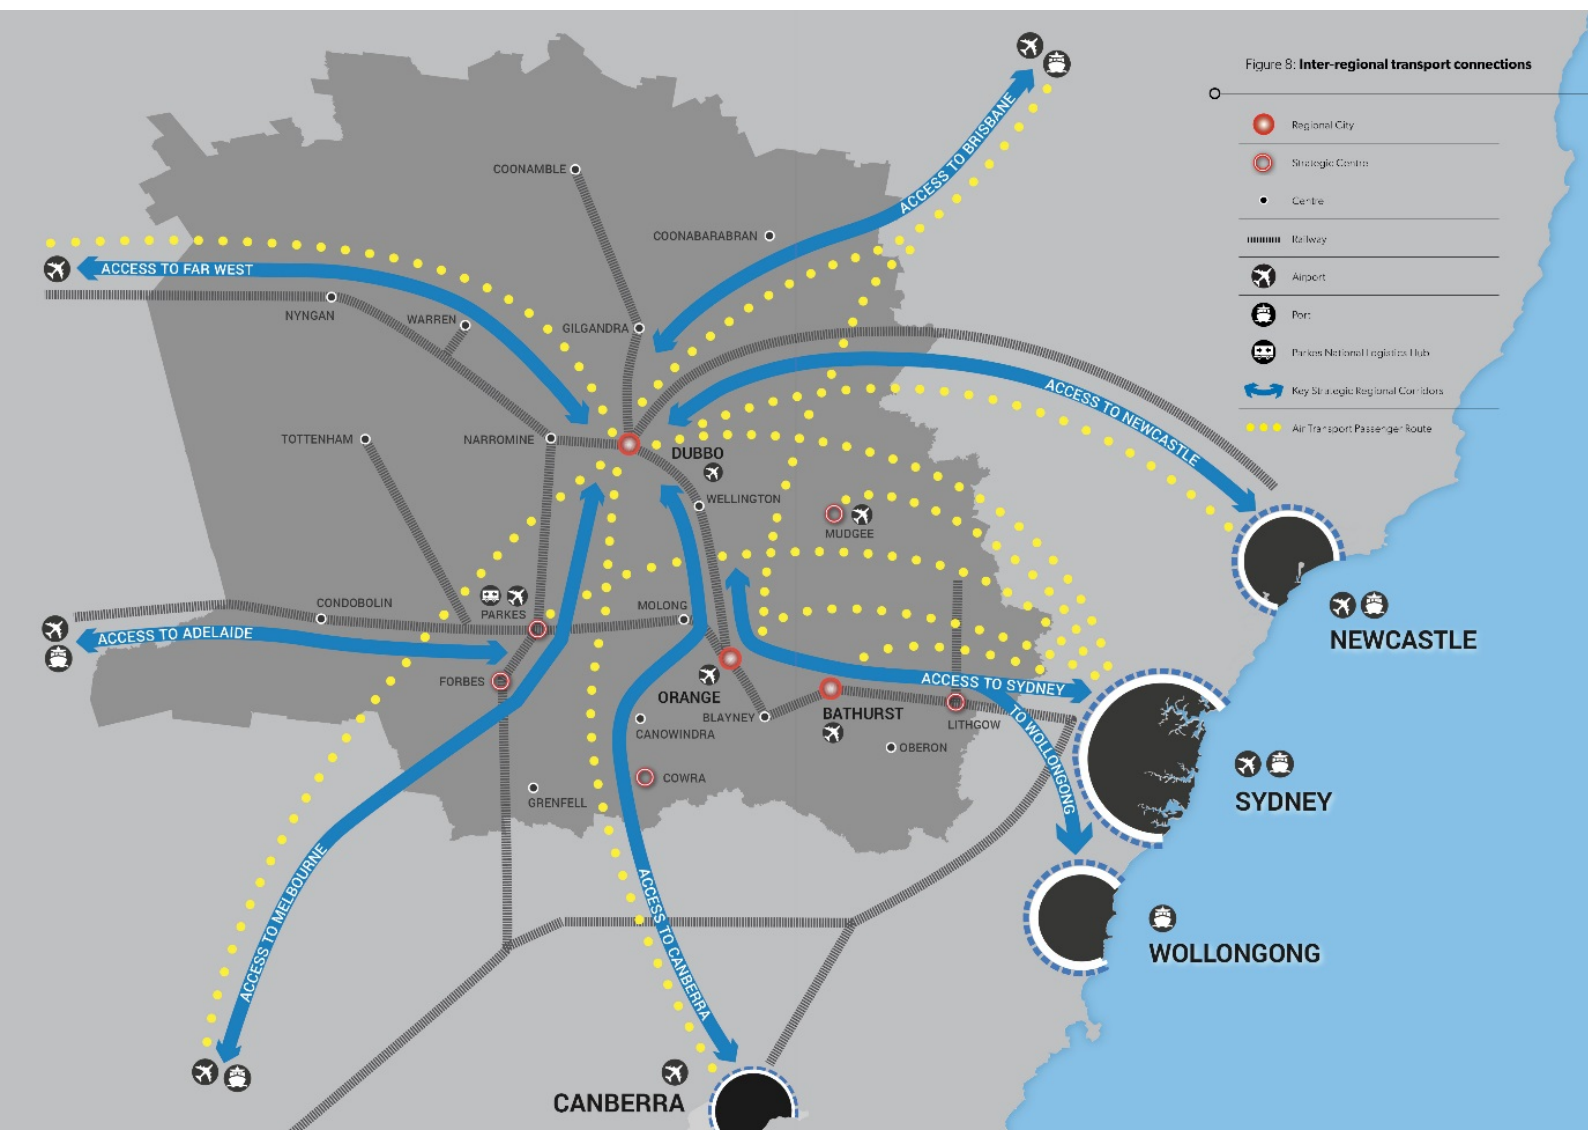 Figure 8: Inter-regional transport connections
Regional City
Strategic Centre
Centre
Railway
Airport
Port
Parkes National Logistics Hub
Key Strategic Regional Corridors
Air Transport Passenger Route
ACCESS TO BRISBANE
COONAMBLE
COONABARABRAN
ACCESS TO FAR WEST
NYNGAN
WARREN
GILGANDRA
ACCESS TO NEWCASTLE
TOTTENHAM
NARROMINE
DUBBO
WELLINGTON
MUDGEE
CONDOBOLIN
PARKES
MOLONG
NEWCASTLE
ACCESS TO ADELAIDE
FORBES
ORANGE
ACCESS TO SYDNEY
BLAYNEY
BATHURST
LITHGOW
TO WOLLONGONG
CANOWINDRA
OBERON
COWRA
GRENFELL
SYDNEY
ACCESS TO MELBOURNE
ACCESS TO CANBERRA
WOLLONGONG
CANBERRA